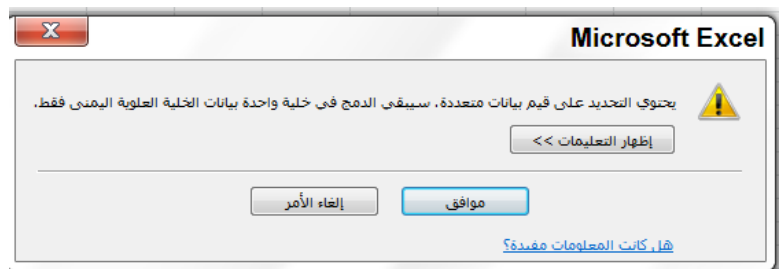 Microsoft Excel
يحتوي التحديد على قيم بيانات متعددة. سيبقي الدمج في خلية واحدة بيانات الخلية العلوية اليمنى فقط.
إظهار التعليمات >>
موافق
إلغاء الأمر
هل كانت المعلومات مفيدة؟